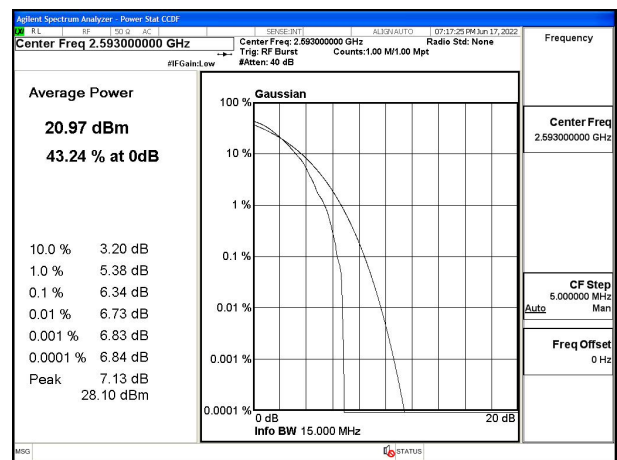 Agilent Spectrum Analyzer - Power Stat CCDF
RL RF 50 Ω AC SENSE:INT ALIGN AUTO 07:17:25 PM Jun 17, 2022
Center Freq 2.593000000 GHz
Center Freq: 2.593000000 GHz Radio Std: None
Trig: RF Burst Counts:1.00 M/1.00 Mpt
#IFGain:Low #Atten: 40 dB
Frequency
Average Power
20.97 dBm
43.24 % at 0dB
10.0 % 3.20 dB
1.0 % 5.38 dB
0.1 % 6.34 dB
0.01 % 6.73 dB
0.001 % 6.83 dB
0.0001 % 6.84 dB
Peak 7.13 dB
28.10 dBm
Gaussian
100 %
10 %
1 %
0.1 %
0.01 %
0.001 %
0.0001 %
0 dB 20 dB
Info BW 15.000 MHz
Center Freq
2.593000000 GHz
CF Step
5.000000 MHz
Auto Man
Freq Offset
0 Hz
MSG STATUS